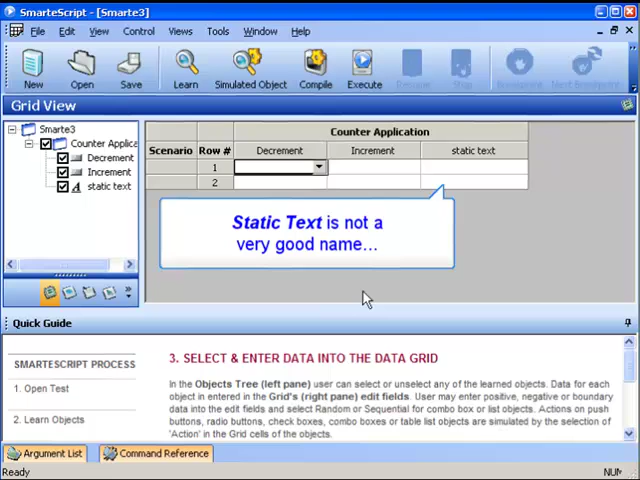 SmarteScript - [Smarte3]
File Edit View Control Views Tools Window Help
New Open Save Learn Simulated Object Compile Execute Resume Stop Breakpoint Next Breakpoint
Grid View
Smarte3
Counter Applica
Decrement
Increment
A static text
Counter Application
Scenario Row # Decrement Increment static text
1
2
Static Text is not a
very good name...
Quick Guide
SMARTESCRIPT PROCESS
1. Open Test
2. Learn Objects
3. SELECT & ENTER DATA INTO THE DATA GRID
In the Objects Tree (left pane) user can select or unselect any of the learned objects. Data for each
object in entered in the Grid's (right pane) edit fields. User may enter positive, negative or boundary
data into the edit fields and select Random or Sequential for combo box or list objects. Actions on push
buttons, radio buttons, check boxes, combo boxes or table list objects are simulated by the selection of
'Action' in the Grid cells of the objects.
Argument List Command Reference
Ready NUM